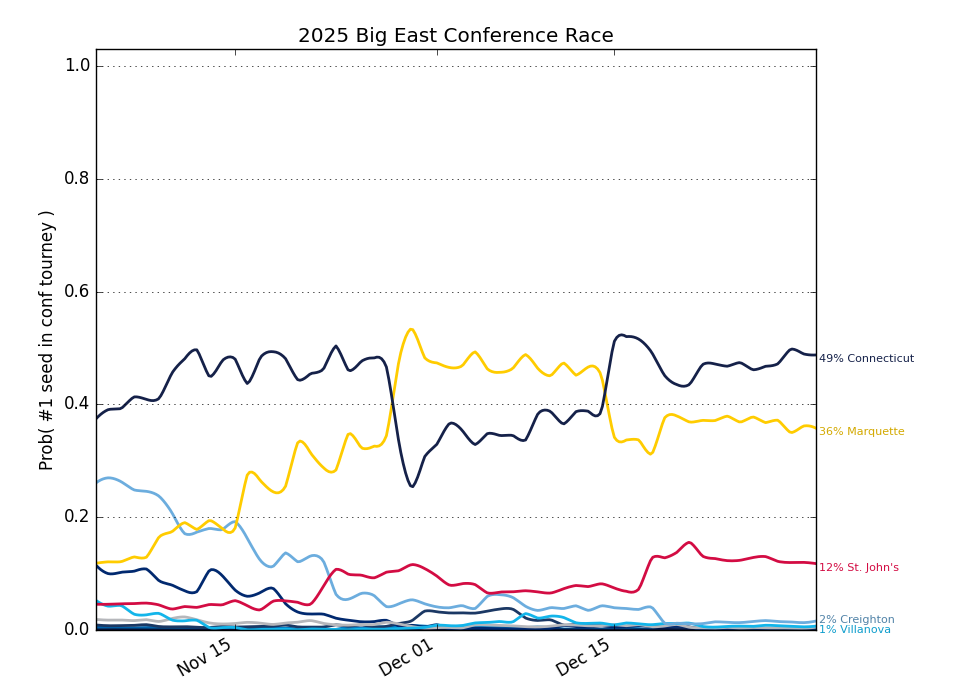 2025 Big East Conference Race
Prob( #1 seed in conf tourney )
1.0
0.8
0.6
0.4
0.2
0.0
Nov 15
Dec 01
Dec 15
49% Connecticut
36% Marquette
12% St. John's
2% Creighton
1% Villanova